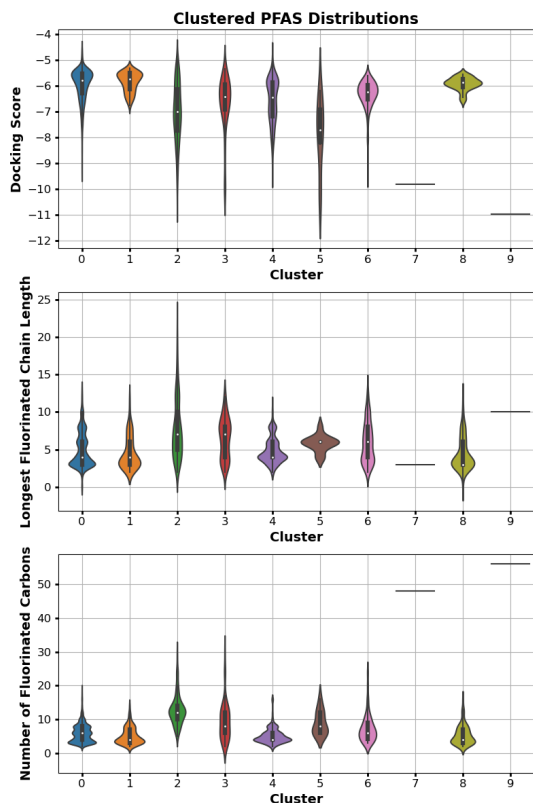 Clustered PFAS Distributions
Docking Score
−4
−5
−6
−7
−8
−9
−10
−11
−12
0 1 2 3 4 5 6 7 8 9
Cluster
Longest Fluorinated Chain Length
25
20
15
10
5
0
0 1 2 3 4 5 6 7 8 9
Cluster
Number of Fluorinated Carbons
50
40
30
20
10
0
0 1 2 3 4 5 6 7 8 9
Cluster